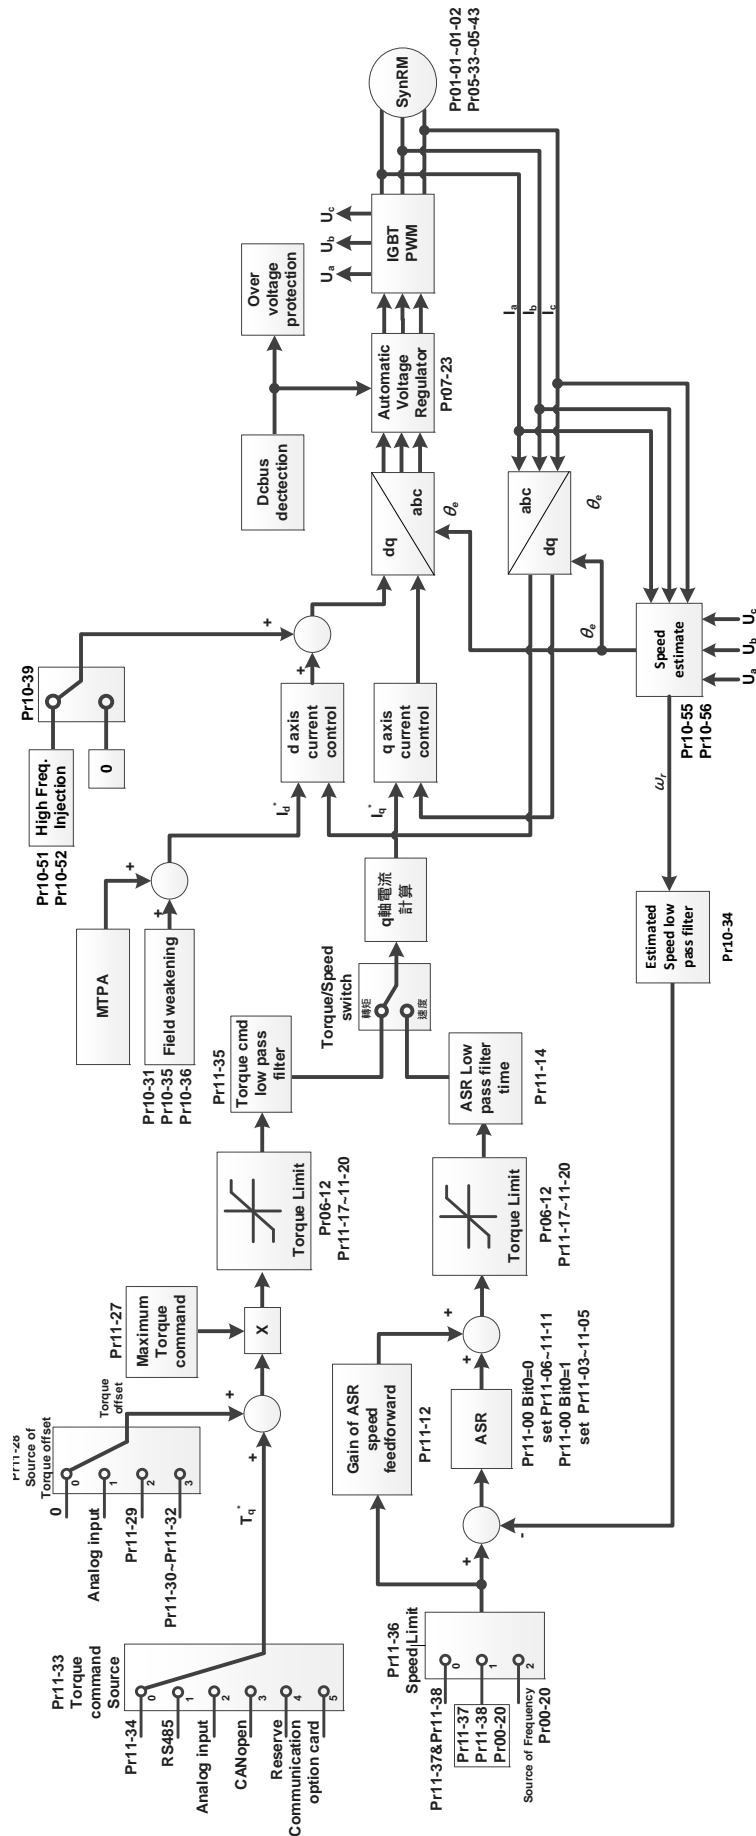 Pr11-33
Torque
command
Source
Pr11-34
RS485
Analog input
CANopen
Reserve
Communication
option card
0
1
2
3
4
5
Tq*
+
Source of
Torque offset
0
Analog input
Pr11-29
Pr11-30~Pr11-32
0
1
2
3
Torque
offset
+
Pr11-27
Maximum
Torque
command
X
Torque Limit
Pr06-12
Pr11-17~11-20
Pr11-35
Torque cmd
low pass
filter
Torque/Speed
switch
轉矩
速度
q軸電流
計算
Iq*
MTPA
+
+
Field weakening
Pr10-31
Pr10-35
Pr10-36
Id*
Pr10-51
Pr10-52
High Freq.
Injection
0
Pr10-39
+
+
d axis
current
control
q axis
current
control
dq
abc
θe
Dcbus
dectection
Over
voltage
protection
Automatic
Voltage
Regulator
Pr07-23
IGBT
PWM
Ua
Ub
Uc
SynRM
Pr01-01~01-02
Pr05-33~05-43
Ia
Ib
Ic
abc
dq
θe
θe
Speed
estimate
Pr10-55
Pr10-56
Ua
Ub
Uc
ωr
Estimated
Speed low
pass filter
Pr10-34
Pr11-36
Speed Limit
Pr11-37&Pr11-38
Pr11-37
Pr11-38
Pr00-20
Source of Frequency
Pr00-20
0
1
2
+
-
Gain of ASR
speed
feedforward
Pr11-12
ASR
Pr11-00 Bit0=0
set Pr11-06~11-11
Pr11-00 Bit0=1
set Pr11-03~11-05
+
+
Torque Limit
Pr06-12
Pr11-17~11-20
ASR Low
pass filter
time
Pr11-14